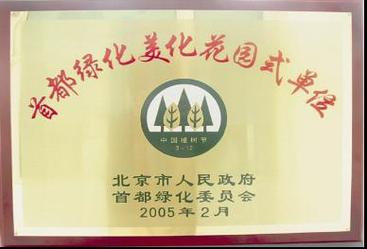 首都绿化美化花园式单位
中国植树节
3-12
北京市人民政府
首都绿化委员会
2005年2月